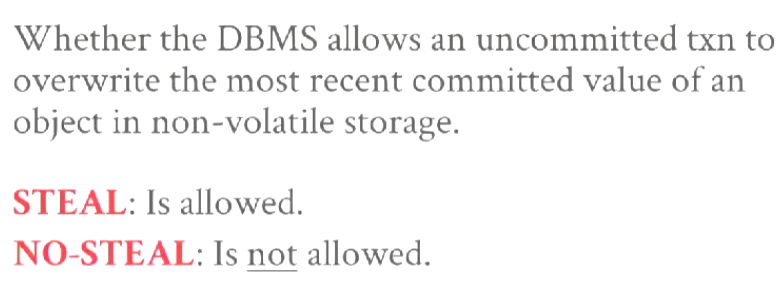 Whether the DBMS allows an uncommitted txn to
overwrite the most recent committed value of an
object in non-volatile storage.
STEAL: Is allowed.
NO-STEAL: Is not allowed.